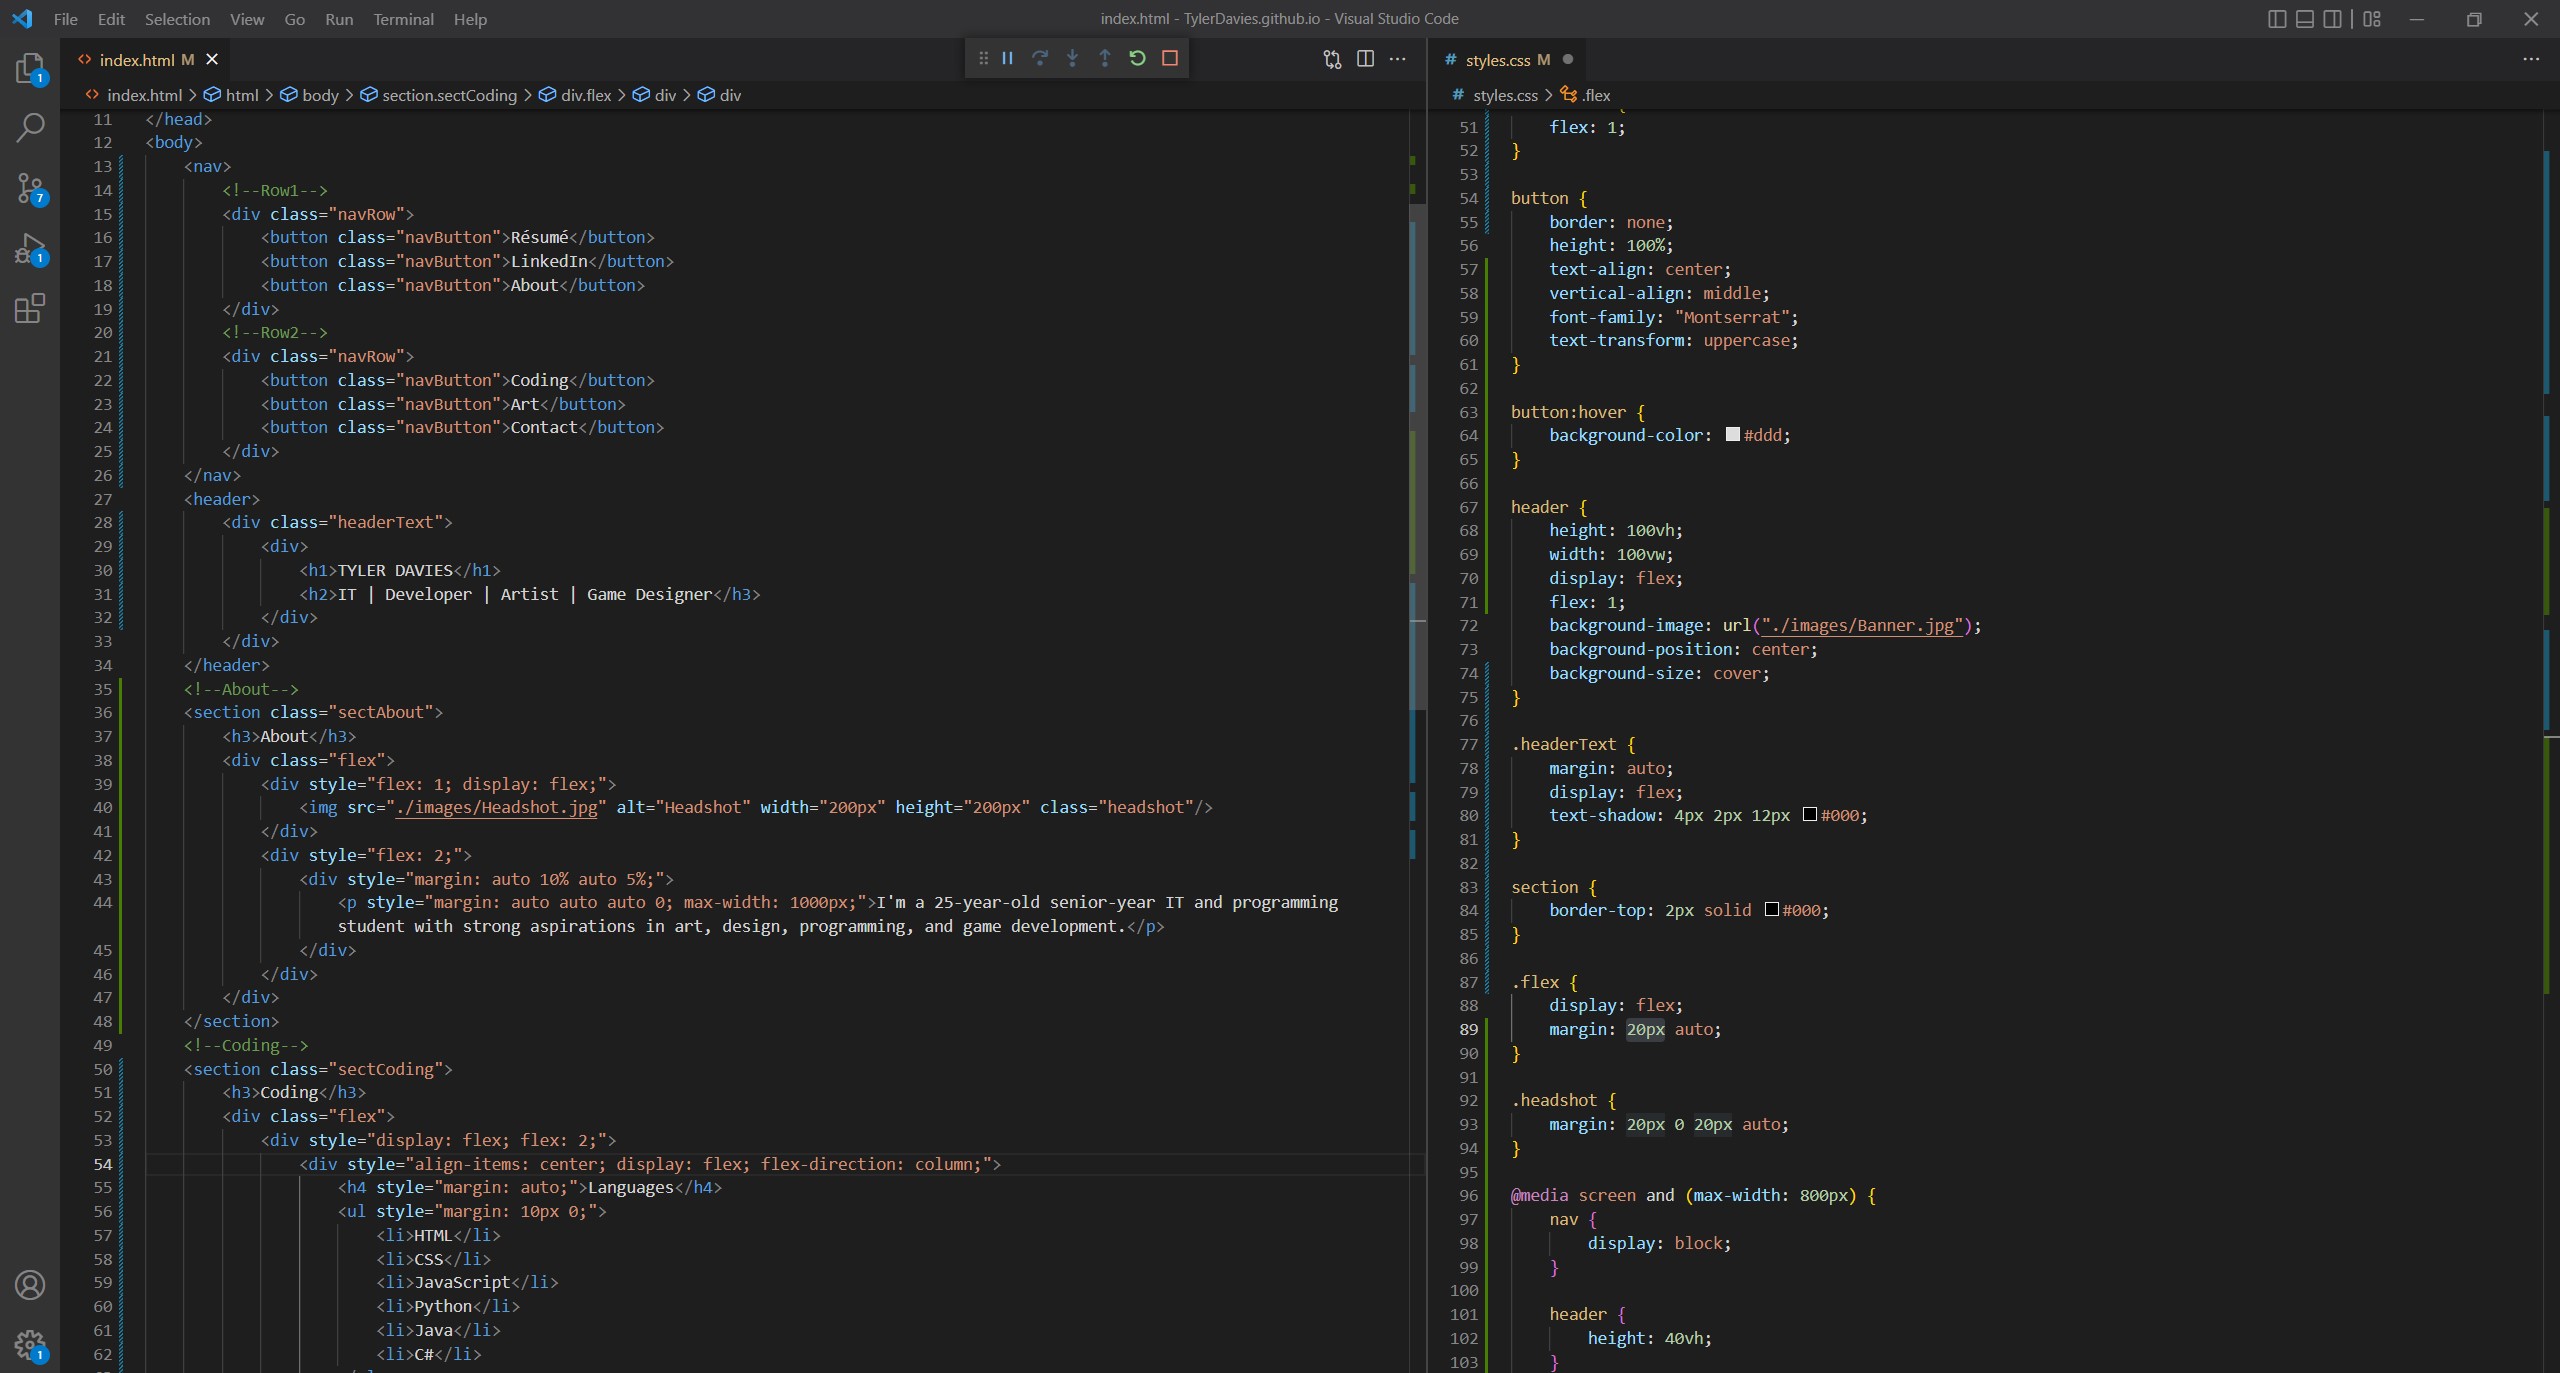 File Edit Selection View Go Run Terminal Help
index.html - TylerDavies.github.io - Visual Studio Code
index.html M
index.html > html > body > section.sectCoding > div.flex > div > div
11 </head>
12 <body>
13 <nav>
14 <!--Row1-->
15 <div class="navRow">
16 <button class="navButton">Résumé</button>
17 <button class="navButton">LinkedIn</button>
18 <button class="navButton">About</button>
19 </div>
20 <!--Row2-->
21 <div class="navRow">
22 <button class="navButton">Coding</button>
23 <button class="navButton">Art</button>
24 <button class="navButton">Contact</button>
25 </div>
26 </nav>
27 <header>
28 <div class="headerText">
29 <div>
30 <h1>TYLER DAVIES</h1>
31 <h2>IT | Developer | Artist | Game Designer</h3>
32 </div>
33 </div>
34 </header>
35 <!--About-->
36 <section class="sectAbout">
37 <h3>About</h3>
38 <div class="flex">
39 <div style="flex: 1; display: flex;">
40 <img src="./images/Headshot.jpg" alt="Headshot" width="200px" height="200px" class="headshot"/>
41 </div>
42 <div style="flex: 2;">
43 <div style="margin: auto 10% auto 5%;">
44 <p style="margin: auto auto auto 0; max-width: 1000px;">I'm a 25-year-old senior-year IT and programming
student with strong aspirations in art, design, programming, and game development.</p>
45 </div>
46 </div>
47 </div>
48 </section>
49 <!--Coding-->
50 <section class="sectCoding">
51 <h3>Coding</h3>
52 <div class="flex">
53 <div style="display: flex; flex: 2;">
54 <div style="align-items: center; display: flex; flex-direction: column;">
55 <h4 style="margin: auto;">Languages</h4>
56 <ul style="margin: 10px 0;">
57 <li>HTML</li>
58 <li>CSS</li>
59 <li>JavaScript</li>
60 <li>Python</li>
61 <li>Java</li>
62 <li>C#</li>
styles.css M
styles.css > .flex
51 flex: 1;
52 }
53
54 button {
55 border: none;
56 height: 100%;
57 text-align: center;
58 vertical-align: middle;
59 font-family: "Montserrat";
60 text-transform: uppercase;
61 }
62
63 button:hover {
64 background-color: #ddd;
65 }
66
67 header {
68 height: 100vh;
69 width: 100vw;
70 display: flex;
71 flex: 1;
72 background-image: url("./images/Banner.jpg");
73 background-position: center;
74 background-size: cover;
75 }
76
77 .headerText {
78 margin: auto;
79 display: flex;
80 text-shadow: 4px 2px 12px #000;
81 }
82
83 section {
84 border-top: 2px solid #000;
85 }
86
87 .flex {
88 display: flex;
89 margin: 20px auto;
90 }
91
92 .headshot {
93 margin: 20px 0 20px auto;
94 }
95
96 @media screen and (max-width: 800px) {
97 nav {
98 display: block;
99 }
100
101 header {
102 height: 40vh;
103 }
1
7
1
1